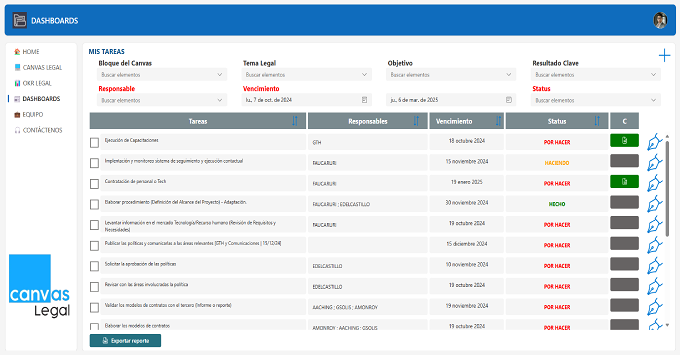 DASHBOARDS
HOME
CANVAS LEGAL
OKR LEGAL
DASHBOARDS
EQUIPO
CONTÁCTENOS
canvas
Legal
MIS TAREAS
Bloque del Canvas
Tema Legal
Objetivo
Resultado Clave
Buscar elementos
Buscar elementos
Buscar elementos
Buscar elementos
Responsable
Vencimiento
Status
Buscar elementos
lu., 7 de oct. de 2024
ju., 6 de mar. de 2025
Buscar elementos
Tareas
Responsables
Vencimiento
Status
C
Ejecución de Capacitaciones
GTH
18 octubre 2024
POR HACER
Implantación y monitoreo sistema de seguimiento y ejecución contractual
FAUCARURI
15 noviembre 2024
HACIENDO
Contratación de personal o Tech
FAUCARURI
19 enero 2025
POR HACER
Elaborar procedimiento (Definición del Alcance del Proyecto) - Adaptación.
FAUCARURI ; EDELCASTILLO
30 noviembre 2024
HECHO
Levantar información en el mercado Tecnología/Recurso humano (Revisión de Requisitos y
Necesidades)
FAUCARURI
19 octubre 2024
POR HACER
Publicar las políticas y comunicarlas a las áreas relevantes [GTH y Comunicaciones | 15/12/24]
15 diciembre 2024
POR HACER
Solicitar la aprobación de las políticas
EDELCASTILLO
10 noviembre 2024
POR HACER
Revisar con las áreas involucradas la política
EDELCASTILLO
19 octubre 2024
POR HACER
Validar los modelos de contratos con el tercero (Informe o reporte)
AACHING ; GSOLIS ; AMONROY
19 noviembre 2024
POR HACER
Elaborar los modelos de contratos
AMONROY ; AACHING ; GSOLIS
19 octubre 2024
POR HACER
Exportar reporte